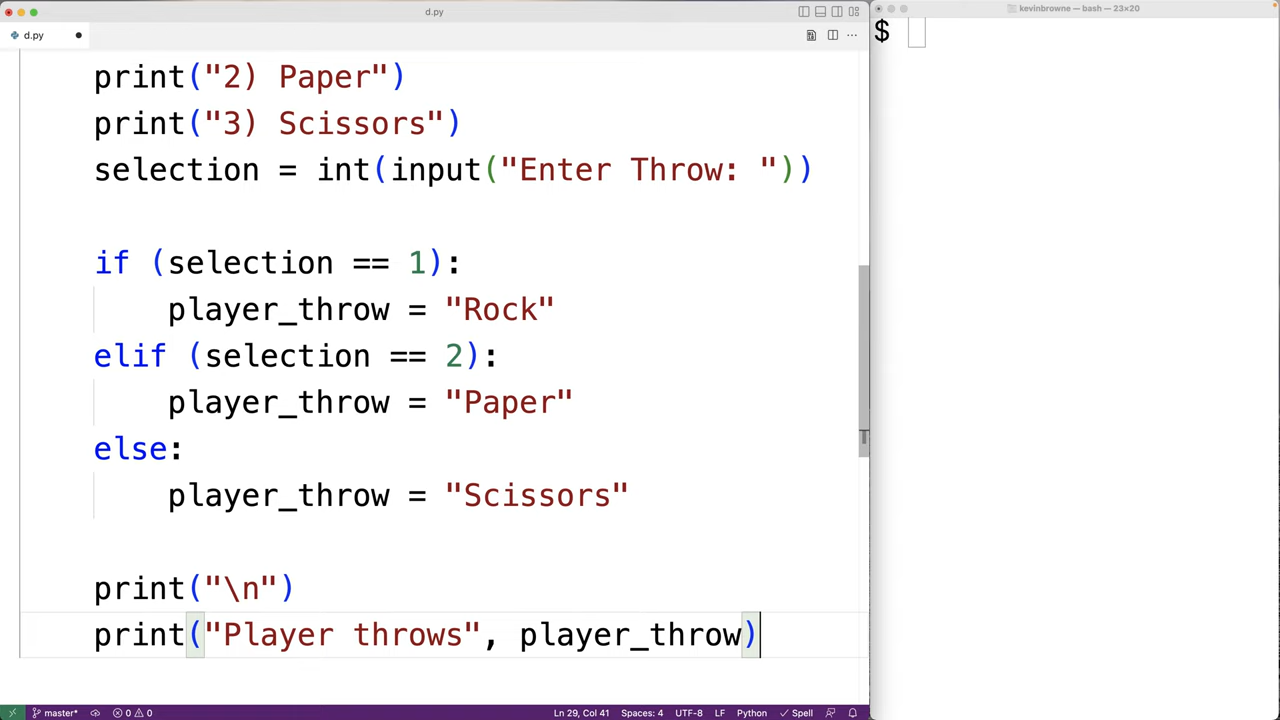 d.py
kevinbrowne — bash — 23×20
d.py
$
print("2) Paper")
print("3) Scissors")
selection = int(input("Enter Throw: "))
if (selection == 1):
player_throw = "Rock"
elif (selection == 2):
player_throw = "Paper"
else:
player_throw = "Scissors"
print("\n")
print("Player throws", player_throw)
master* 0 0 Ln 29, Col 41 Spaces: 4 UTF-8 LF Python Spell